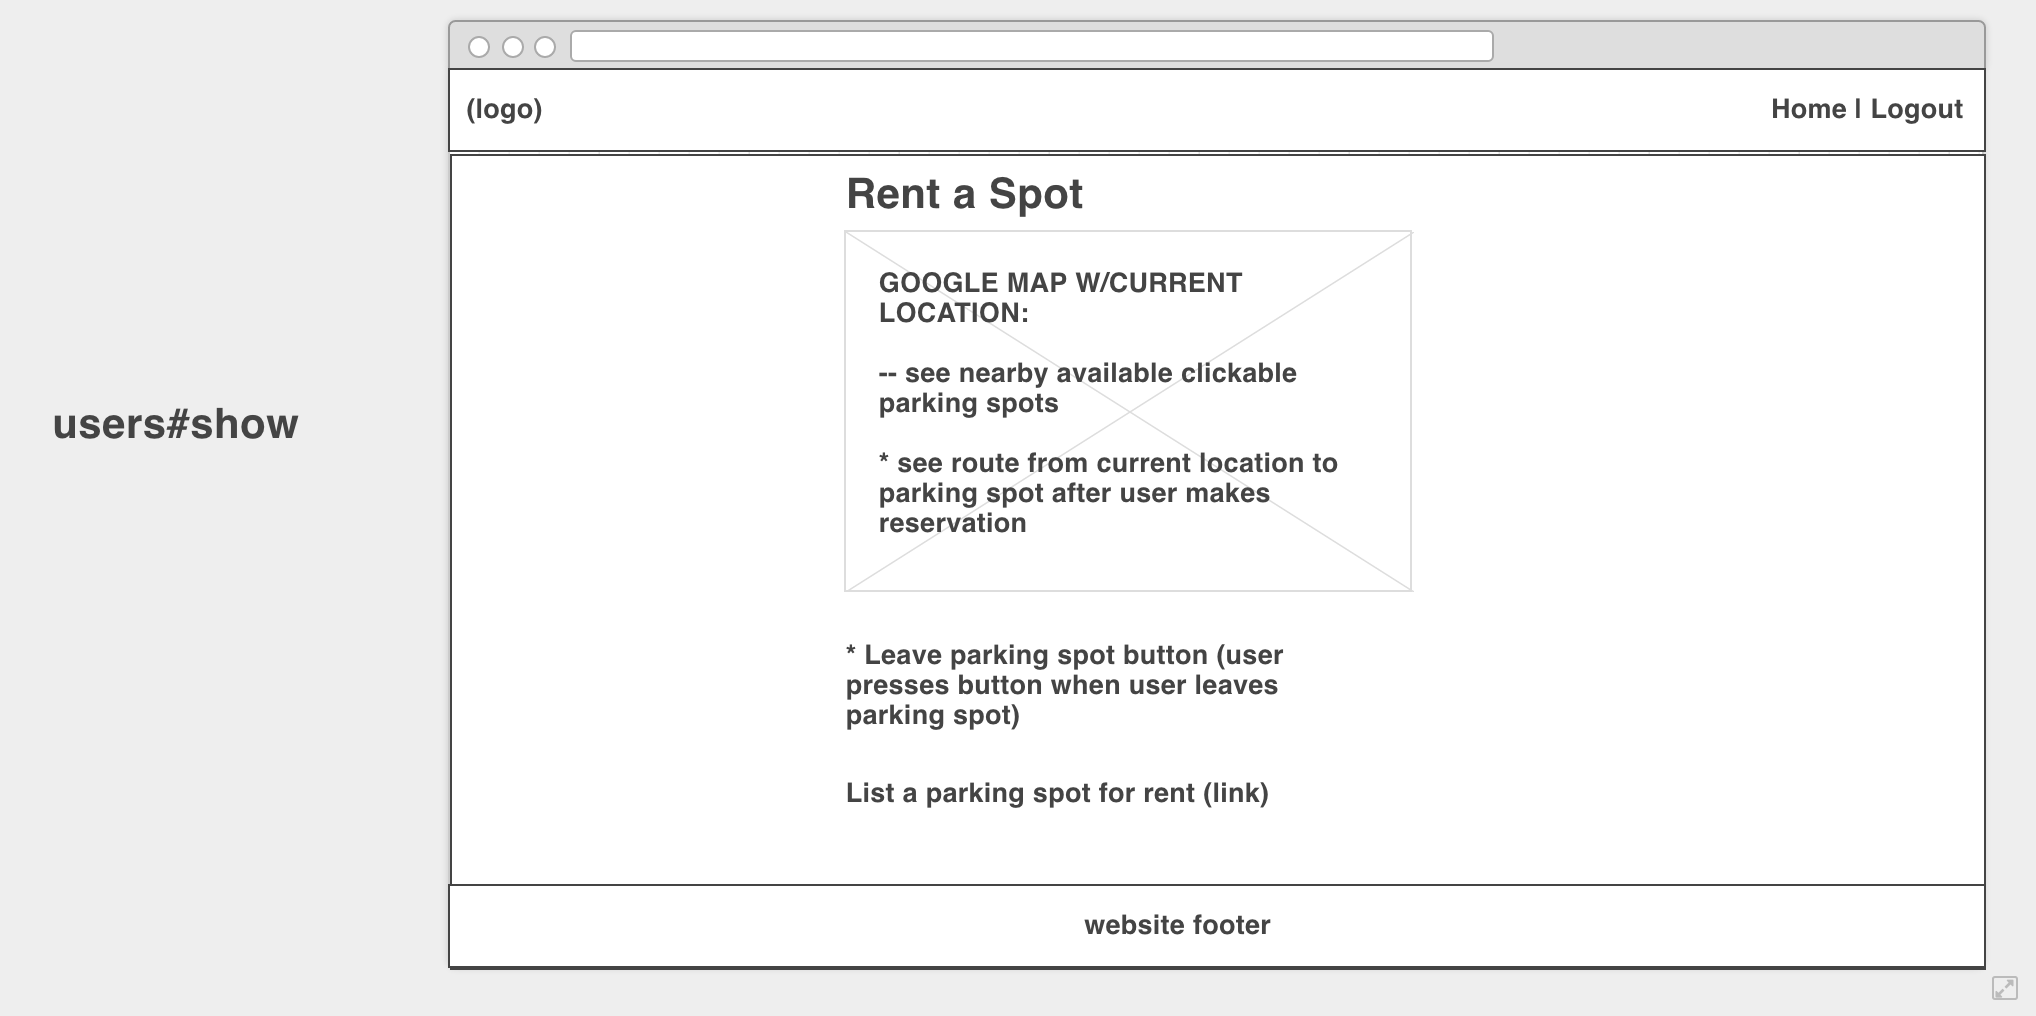 (logo)
Home | Logout
Rent a Spot
GOOGLE MAP W/CURRENT
LOCATION:
-- see nearby available clickable
parking spots
* see route from current location to
parking spot after user makes
reservation
users#show
* Leave parking spot button (user
presses button when user leaves
parking spot)
List a parking spot for rent (link)
website footer